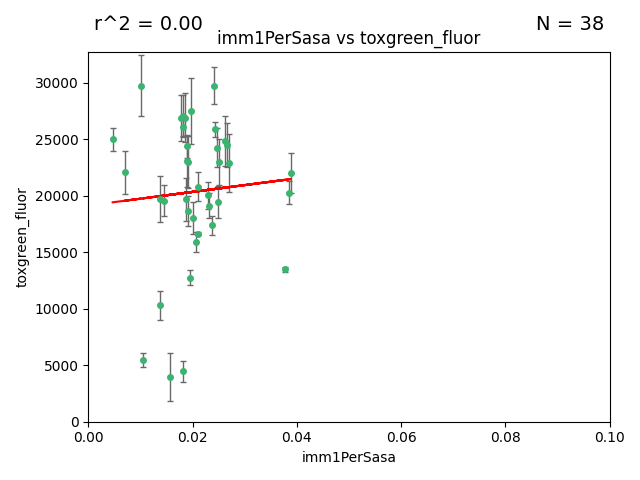 r^2 = 0.00
N = 38
imm1PerSasa vs toxgreen_fluor
30000
25000
20000
15000
10000
5000
0
toxgreen_fluor
0.00 0.02 0.04 0.06 0.08 0.10
imm1PerSasa